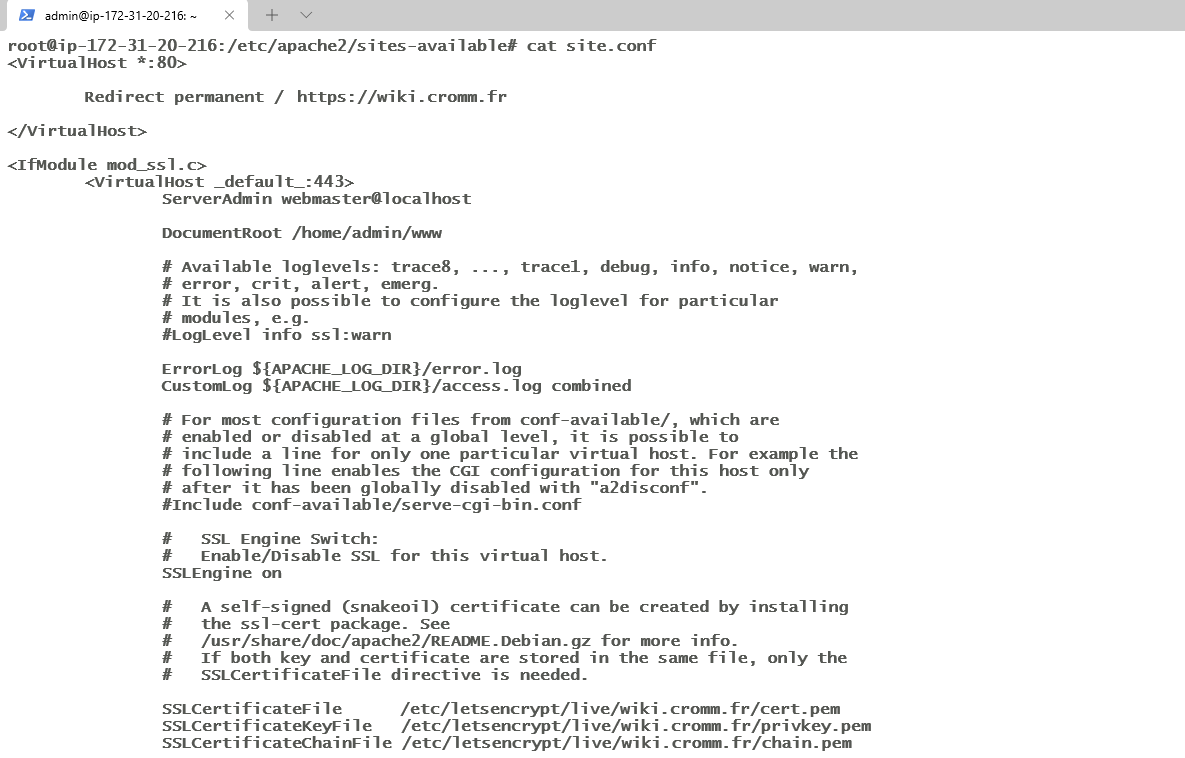 admin@ip-172-31-20-216: ~
root@ip-172-31-20-216:/etc/apache2/sites-available# cat site.conf
<VirtualHost *:80>
Redirect permanent / https://wiki.cromm.fr
</VirtualHost>
<IfModule mod_ssl.c>
<VirtualHost _default_:443>
ServerAdmin webmaster@localhost
DocumentRoot /home/admin/www
# Available loglevels: trace8, ..., trace1, debug, info, notice, warn,
# error, crit, alert, emerg.
# It is also possible to configure the loglevel for particular
# modules, e.g.
#LogLevel info ssl:warn
ErrorLog ${APACHE_LOG_DIR}/error.log
CustomLog ${APACHE_LOG_DIR}/access.log combined
# For most configuration files from conf-available/, which are
# enabled or disabled at a global level, it is possible to
# include a line for only one particular virtual host. For example the
# following line enables the CGI configuration for this host only
# after it has been globally disabled with "a2disconf".
#Include conf-available/serve-cgi-bin.conf
#   SSL Engine Switch:
#   Enable/Disable SSL for this virtual host.
SSLEngine on
#   A self-signed (snakeoil) certificate can be created by installing
#   the ssl-cert package. See
#   /usr/share/doc/apache2/README.Debian.gz for more info.
#   If both key and certificate are stored in the same file, only the
#   SSLCertificateFile directive is needed.
SSLCertificateFile      /etc/letsencrypt/live/wiki.cromm.fr/cert.pem
SSLCertificateKeyFile   /etc/letsencrypt/live/wiki.cromm.fr/privkey.pem
SSLCertificateChainFile /etc/letsencrypt/live/wiki.cromm.fr/chain.pem